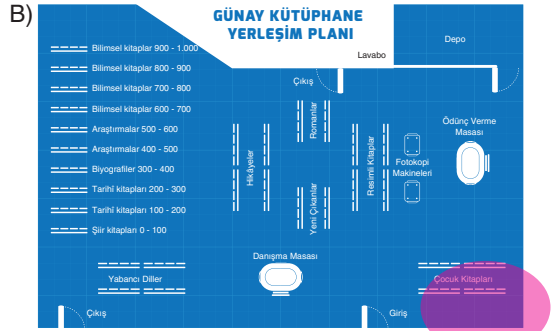 B)
GÜNAY KÜTÜPHANE
YERLEŞİM PLANI
Lavabo
Depo
Çıkış
Bilimsel kitaplar 900 - 1.000
Bilimsel kitaplar 800 - 900
Bilimsel kitaplar 700 - 800
Bilimsel kitaplar 600 - 700
Araştırmalar 500 - 600
Araştırmalar 400 - 500
Biyografiler 300 - 400
Tarihî kitapları 200 - 300
Tarihî kitapları 100 - 200
Şiir kitapları 0 - 100
Hikâyeler
Romanlar
Yeni Çıkanlar
Resimli Kitaplar
Fotokopi
Makineleri
Ödünç Verme
Masası
Danışma Masası
Yabancı Diller
Çocuk Kitapları
Çıkış
Giriş